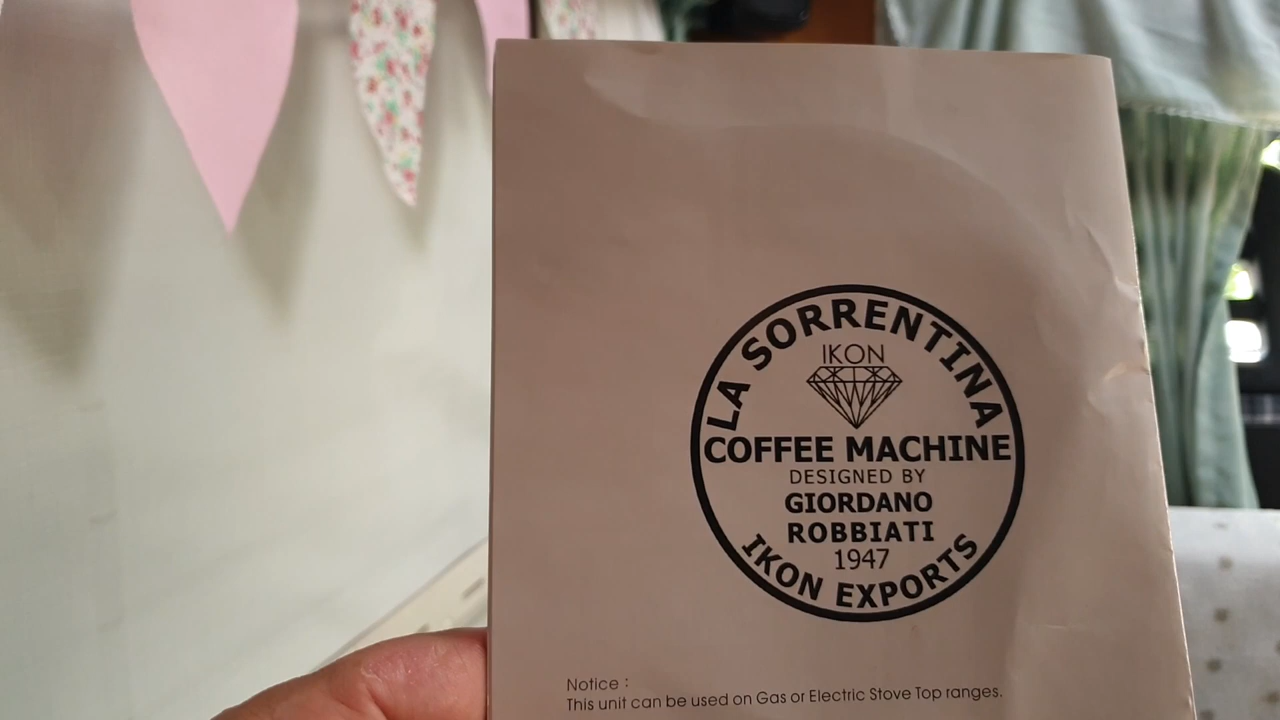 LA SORRENTINA
IKON
COFFEE MACHINE
DESIGNED BY
GIORDANO
ROBBIATI
1947
IKON EXPORTS
Notice :
This unit can be used on Gas or Electric Stove Top ranges.